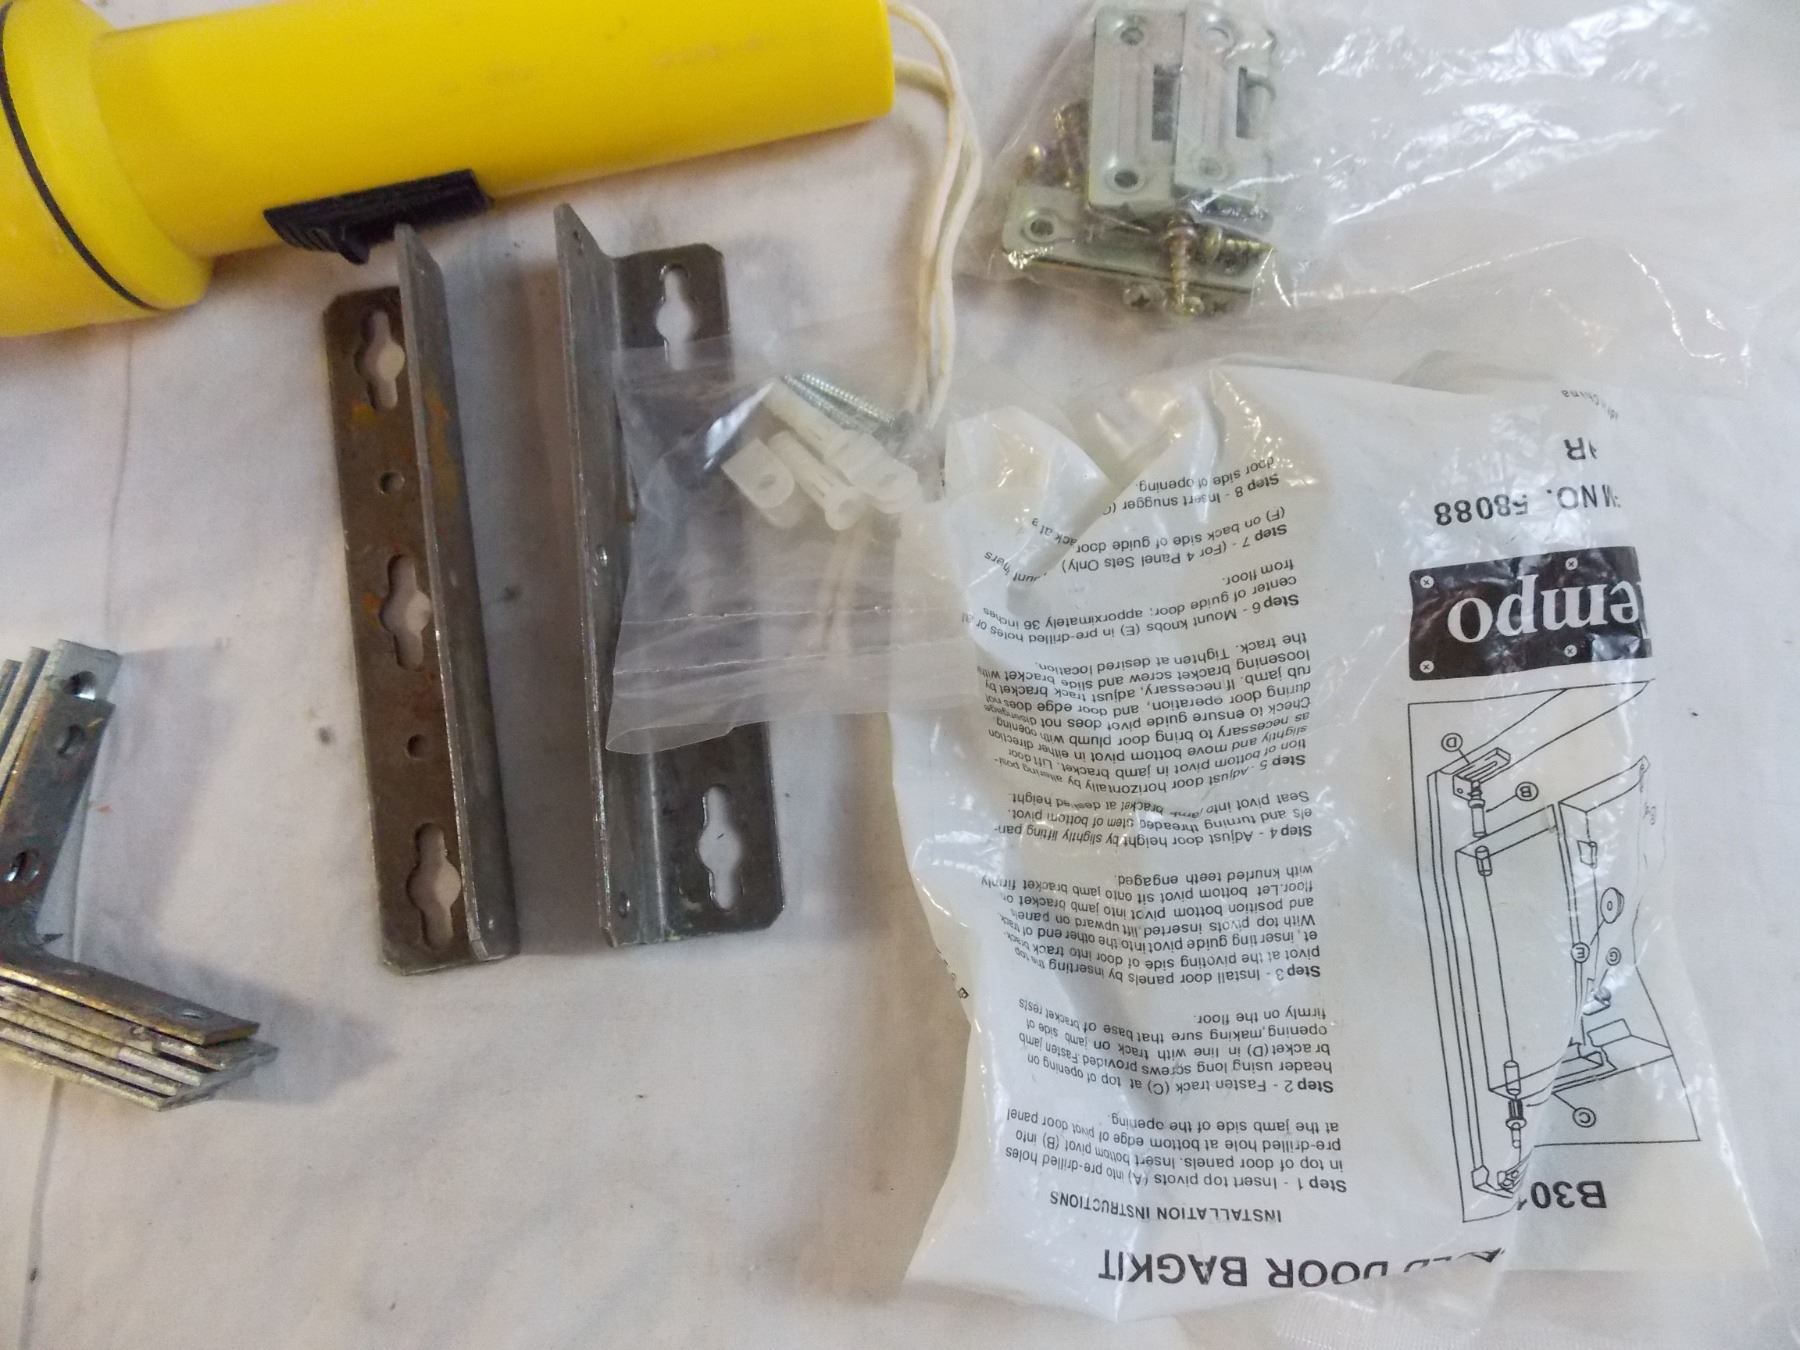 DOOR BAGKIT
INSTALLATION INSTRUCTIONS
Step 1 - Insert top pivots (A) into pre-drilled holes
in top of door panels. Insert bottom pivot (B) into
pre-drilled hole at bottom edge of pivot door panel
at the jamb side of the opening.
Step 2 - Fasten track (C) at top of opening on
header using long screws provided. Fasten jamb
bracket (D) in line with track on jamb side of
opening, making sure that base of bracket rests
firmly on the floor.
Step 3 - Install door panels by inserting the top
pivot at the pivoting side of door into track brack-
et, inserting guide pivot into the other end of track.
With top pivots inserted, lift upward on panels
and position bottom pivot into jamb bracket on
floor. Let bottom pivot sit onto jamb bracket firmly
with knurled teeth engaged.
Step 4 - Adjust door height by slightly lifting pan-
els and turning threaded stem of bottom pivot.
Seat pivot into jamb bracket at desired height.
Step 5 - Adjust door horizontally by altering posi-
tion of bottom pivot in jamb bracket. Lift door
slightly and move bottom pivot in either direction
as necessary to bring door plumb with opening.
Check to ensure guide pivot does not disengage
during door operation, and door edge does not
rub jamb. If necessary, adjust track bracket by
loosening bracket screw and slide bracket with
the track. Tighten at desired location.
Step 6 - Mount knobs (E) in pre-drilled holes or at
center of guide door; apporximately 36 inches
from floor.
Step 7 - (For 4 Panel Sets Only)
(F) on back side of guide door
Step 8 - Insert snugger
door side of opening.
B30
D
B
E
G
C
empo
NO. 58088